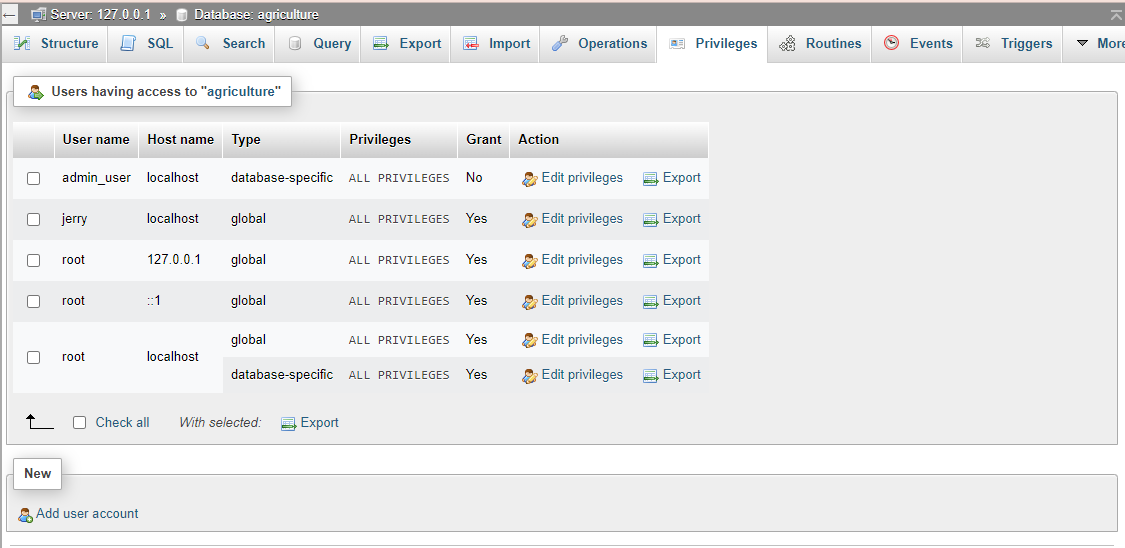 Server: 127.0.0.1 » Database: agriculture
Structure SQL Search Query Export Import Operations Privileges Routines Events Triggers More
Users having access to "agriculture"
User name Host name Type Privileges Grant Action
admin_user localhost database-specific ALL PRIVILEGES No Edit privileges Export
jerry localhost global ALL PRIVILEGES Yes Edit privileges Export
root 127.0.0.1 global ALL PRIVILEGES Yes Edit privileges Export
root ::1 global ALL PRIVILEGES Yes Edit privileges Export
root localhost global ALL PRIVILEGES Yes Edit privileges Export
database-specific ALL PRIVILEGES Yes Edit privileges Export
Check all With selected: Export
New
Add user account